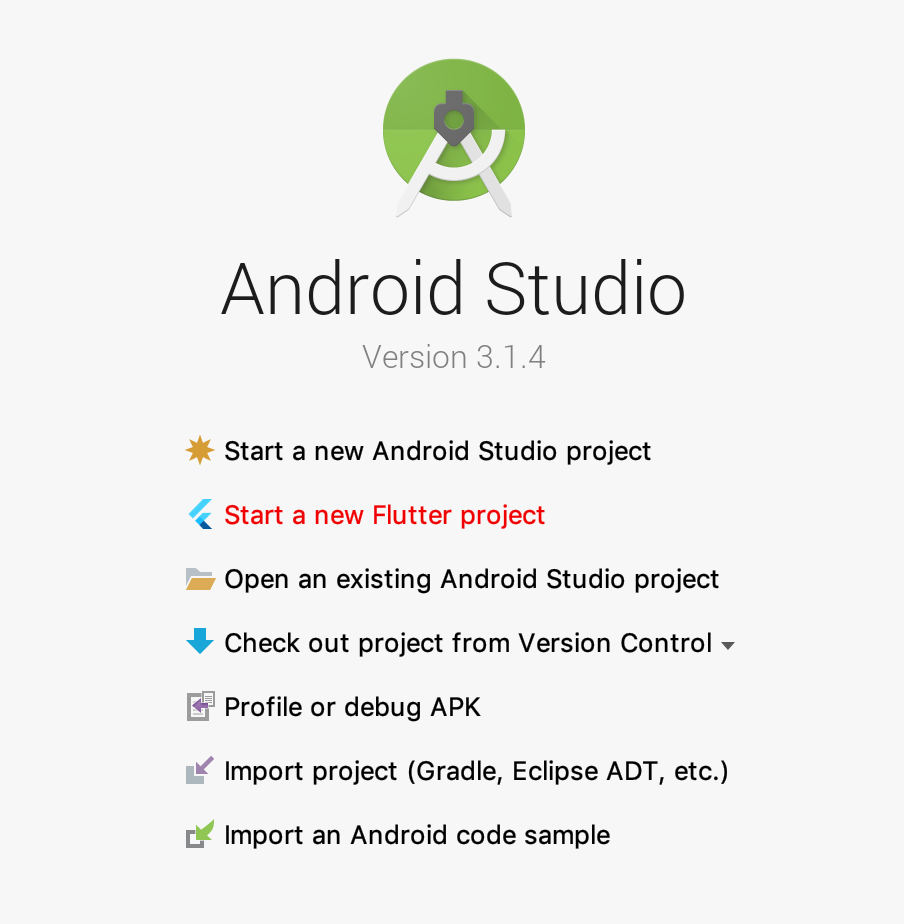 Android Studio
Version 3.1.4
Start a new Android Studio project
Start a new Flutter project
Open an existing Android Studio project
Check out project from Version Control
Profile or debug APK
Import project (Gradle, Eclipse ADT, etc.)
Import an Android code sample